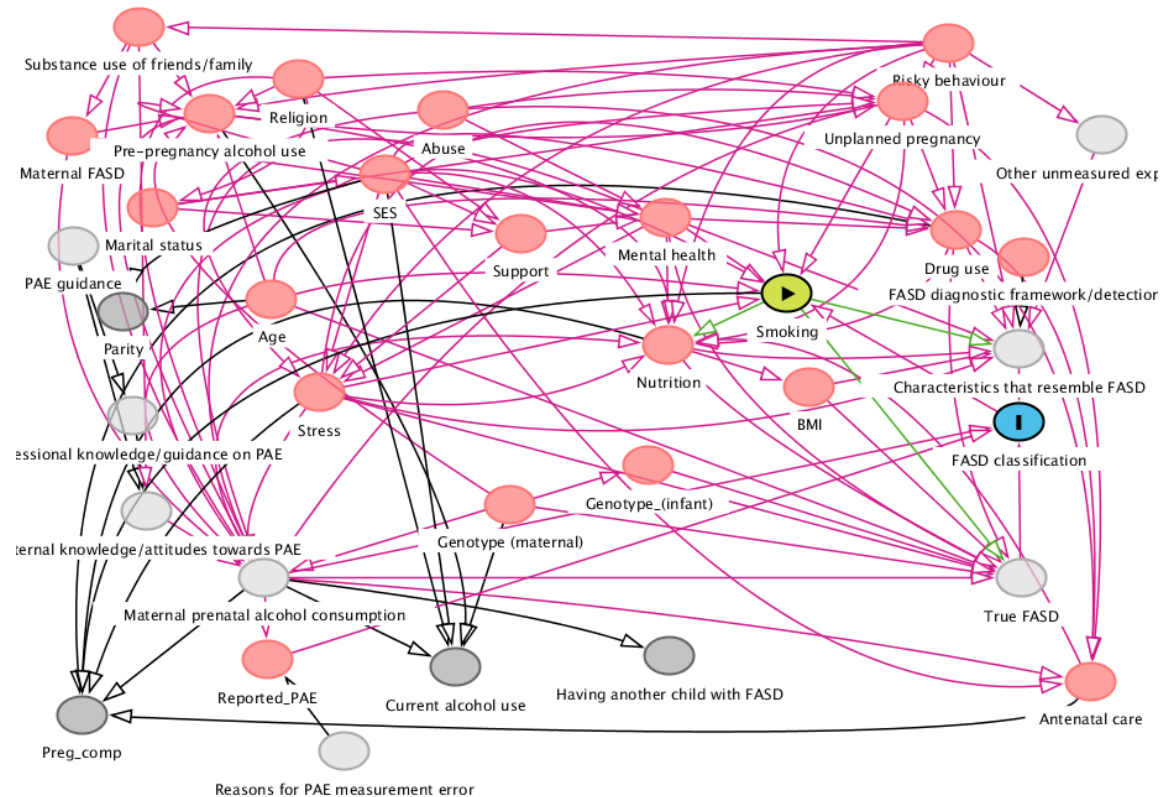 Substance use of friends/family
Risky behaviour
Religion
Unplanned pregnancy
Pre-pregnancy alcohol use
Abuse
Maternal FASD
Other unmeasured exp
SES
Marital status
Mental health
Support
Drug use
PAE guidance
FASD diagnostic framework/detection
Smoking
Age
Parity
Nutrition
Characteristics that resemble FASD
BMI
Stress
essional knowledge/guidance on PAE
FASD classification
Genotype_(infant)
Genotype (maternal)
ternal knowledge/attitudes towards PAE
Maternal prenatal alcohol consumption
True FASD
Having another child with FASD
Reported_PAE
Current alcohol use
Antenatal care
Preg_comp
Reasons for PAE measurement error